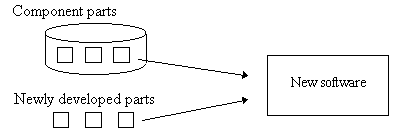 Component parts
New software
Newly developed parts